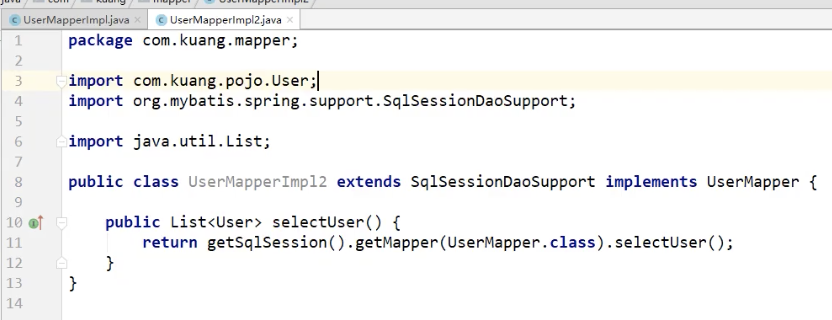 java com kuang mapper UserMapperImpl2
UserMapperImpl.java × UserMapperImpl2.java ×
1 package com.kuang.mapper;
2
3 import com.kuang.pojo.User;
4 import org.mybatis.spring.support.SqlSessionDaoSupport;
5
6 import java.util.List;
7
8 public class UserMapperImpl2 extends SqlSessionDaoSupport implements UserMapper {
9
10 public List<User> selectUser() {
11 return getSqlSession().getMapper(UserMapper.class).selectUser();
12 }
13 }
14